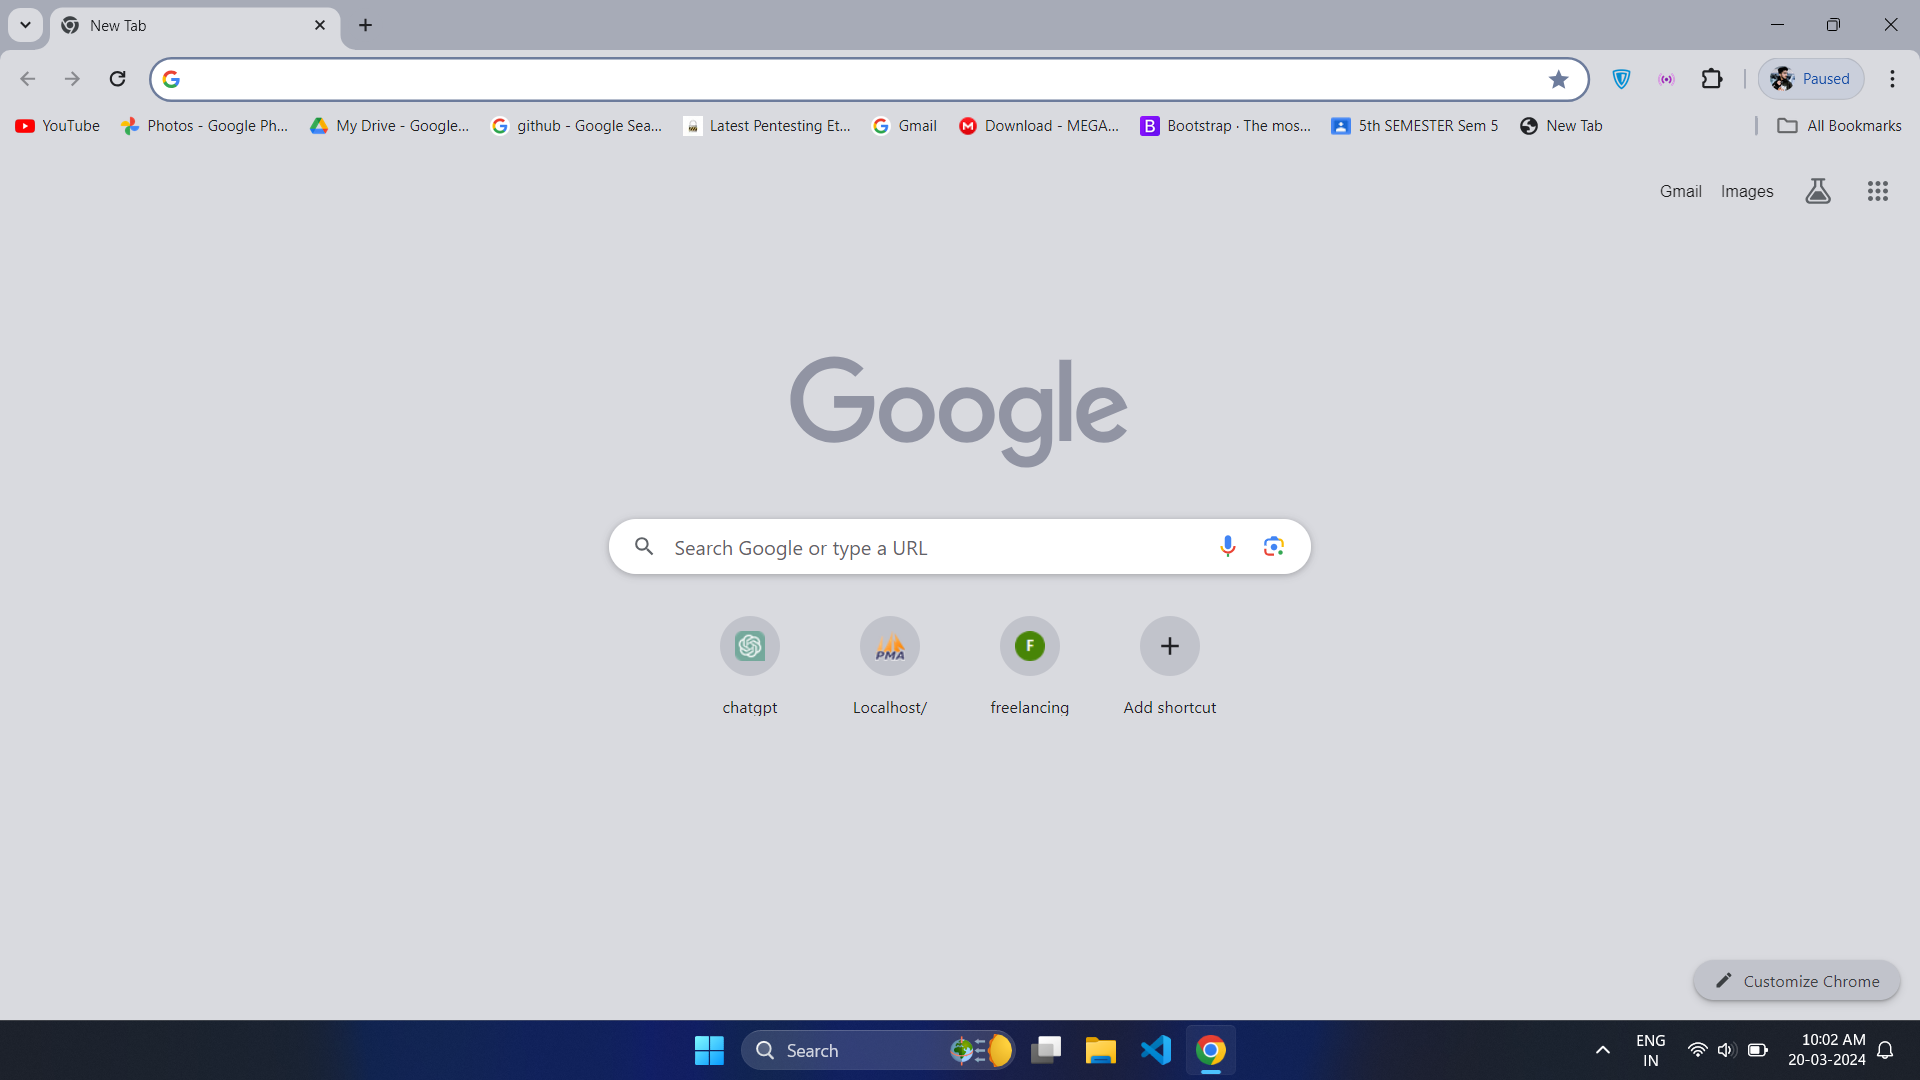 New Tab
Paused
YouTube
Photos - Google Ph...
My Drive - Google...
github - Google Sea...
Latest Pentesting Et...
Gmail
Download - MEGA...
Bootstrap · The mos...
5th SEMESTER Sem 5
New Tab
All Bookmarks
Gmail
Images
Google
Search Google or type a URL
PMA
F
chatgpt
Localhost/
freelancing
Add shortcut
Customize Chrome
Search
ENG
IN
10:02 AM
20-03-2024